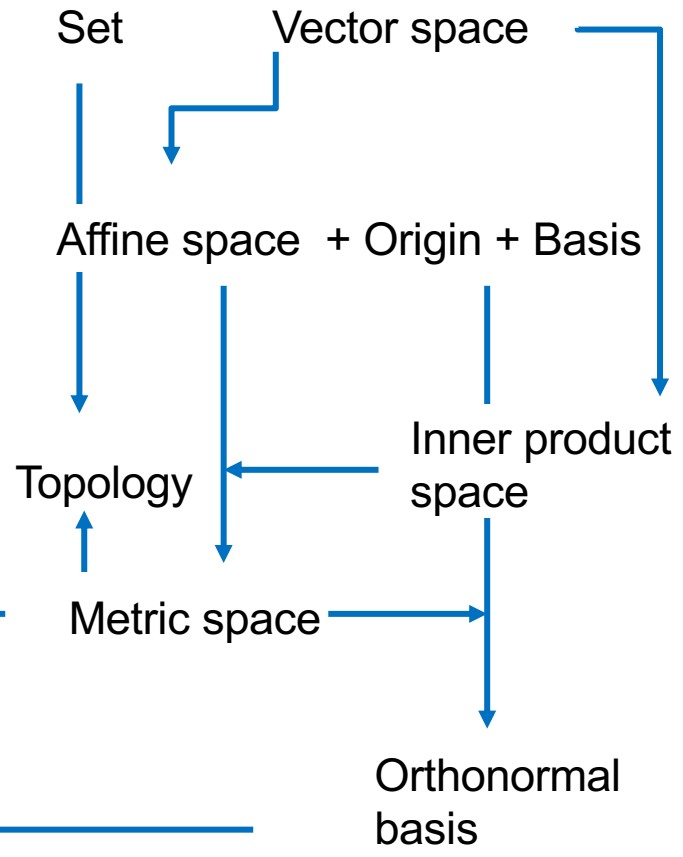 Set
Vector space
Affine space + Origin + Basis
Inner product
space
Topology
Metric space
Orthonormal
basis